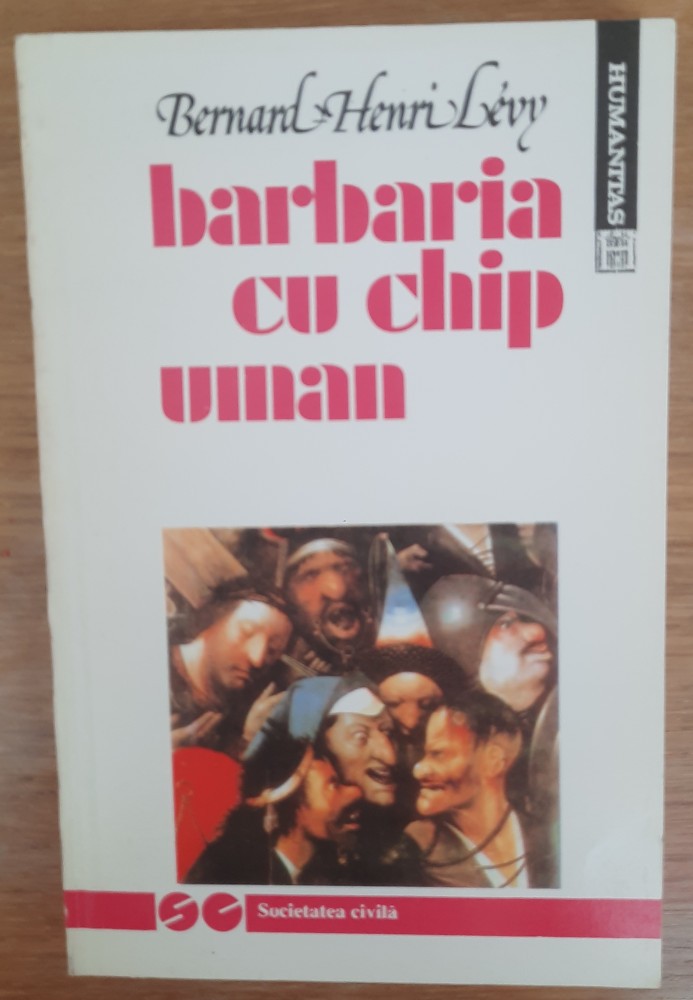 Bernard-Henri Lévy
HUMANITAS
barbaria
cu chip
uman
SC Societatea civilă